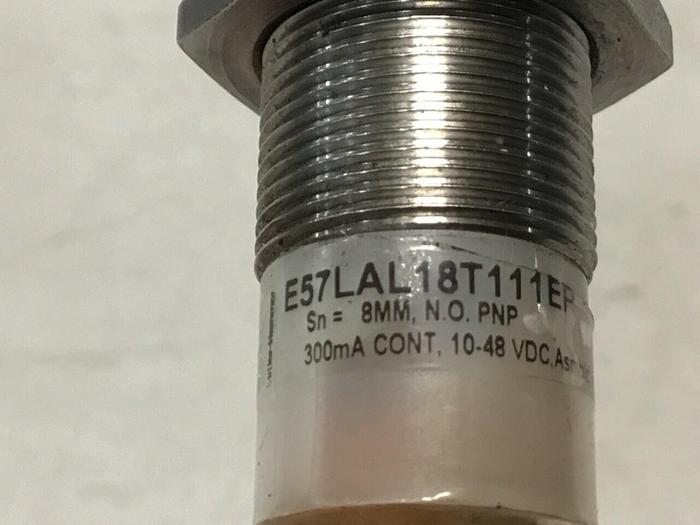 E57LAL18T111EP
Sn = 8MM, N.O. PNP
300mA CONT, 10-48 VDC,